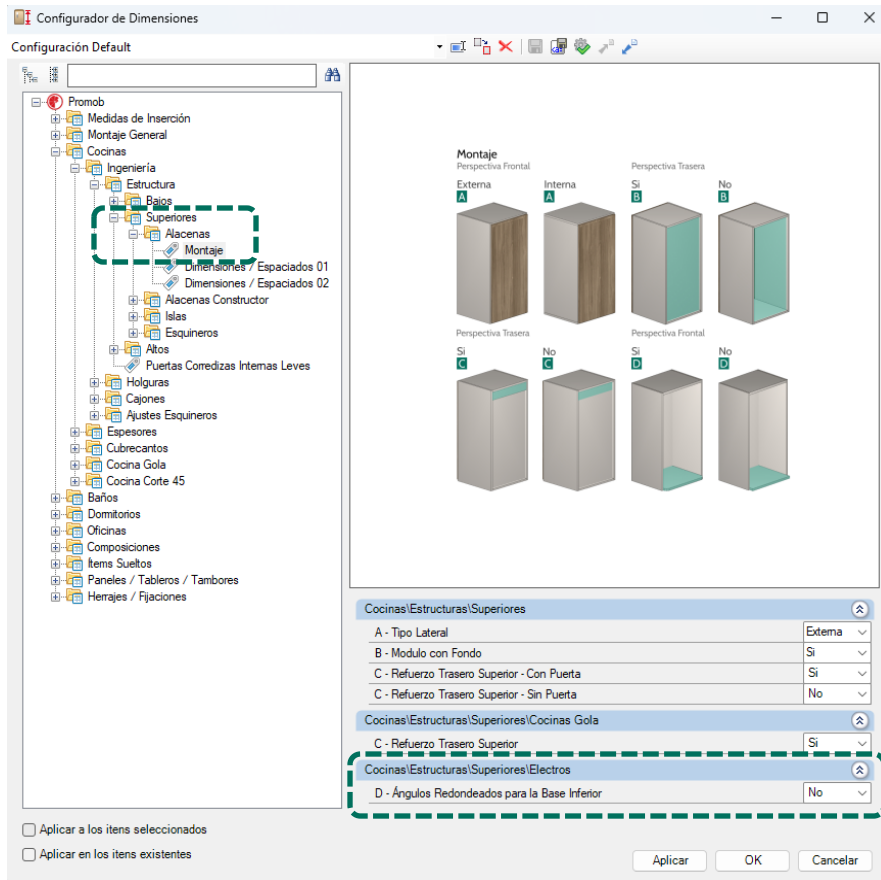 Configurador de Dimensiones
Configuración Default
Promob
Medidas de Inserción
Montaje General
Cocinas
Ingeniería
Estructura
Bajos
Superiores
Alacenas
Montaje
Dimensiones / Espaciados 01
Dimensiones / Espaciados 02
Alacenas Constructor
Islas
Esquineros
Altos
Puertas Corredizas Internas Leves
Holguras
Cajones
Ajustes Esquineros
Espesores
Cubrecantos
Cocina Gola
Cocina Corte 45
Baños
Dormitorios
Oficinas
Composiciones
Ítems Sueltos
Paneles / Tableros / Tambores
Herrajes / Fijaciones
Montaje
Perspectiva Frontal Perspectiva Trasera
Externa Interna Si No
A A B B
Perspectiva Trasera Perspectiva Frontal
Si No Si No
C C D D
Cocinas\Estructuras\Superiores
A - Tipo Lateral Externa
B - Modulo con Fondo Si
C - Refuerzo Trasero Superior - Con Puerta Si
C - Refuerzo Trasero Superior - Sin Puerta No
Cocinas\Estructuras\Superiores\Cocinas Gola
C - Refuerzo Trasero Superior Si
Cocinas\Estructuras\Superiores\Electros
D - Ángulos Redondeados para la Base Inferior No
Aplicar a los itens seleccionados
Aplicar en los itens existentes
Aplicar OK Cancelar